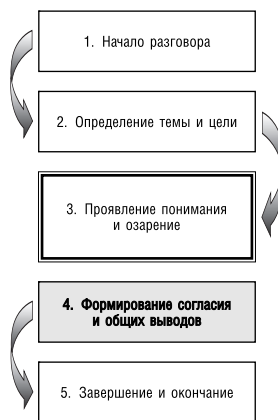 1. Начало разговора
2. Определение темы и цели
3. Проявление понимания
и озарение
4. Формирование согласия
и общих выводов
5. Завершение и окончание